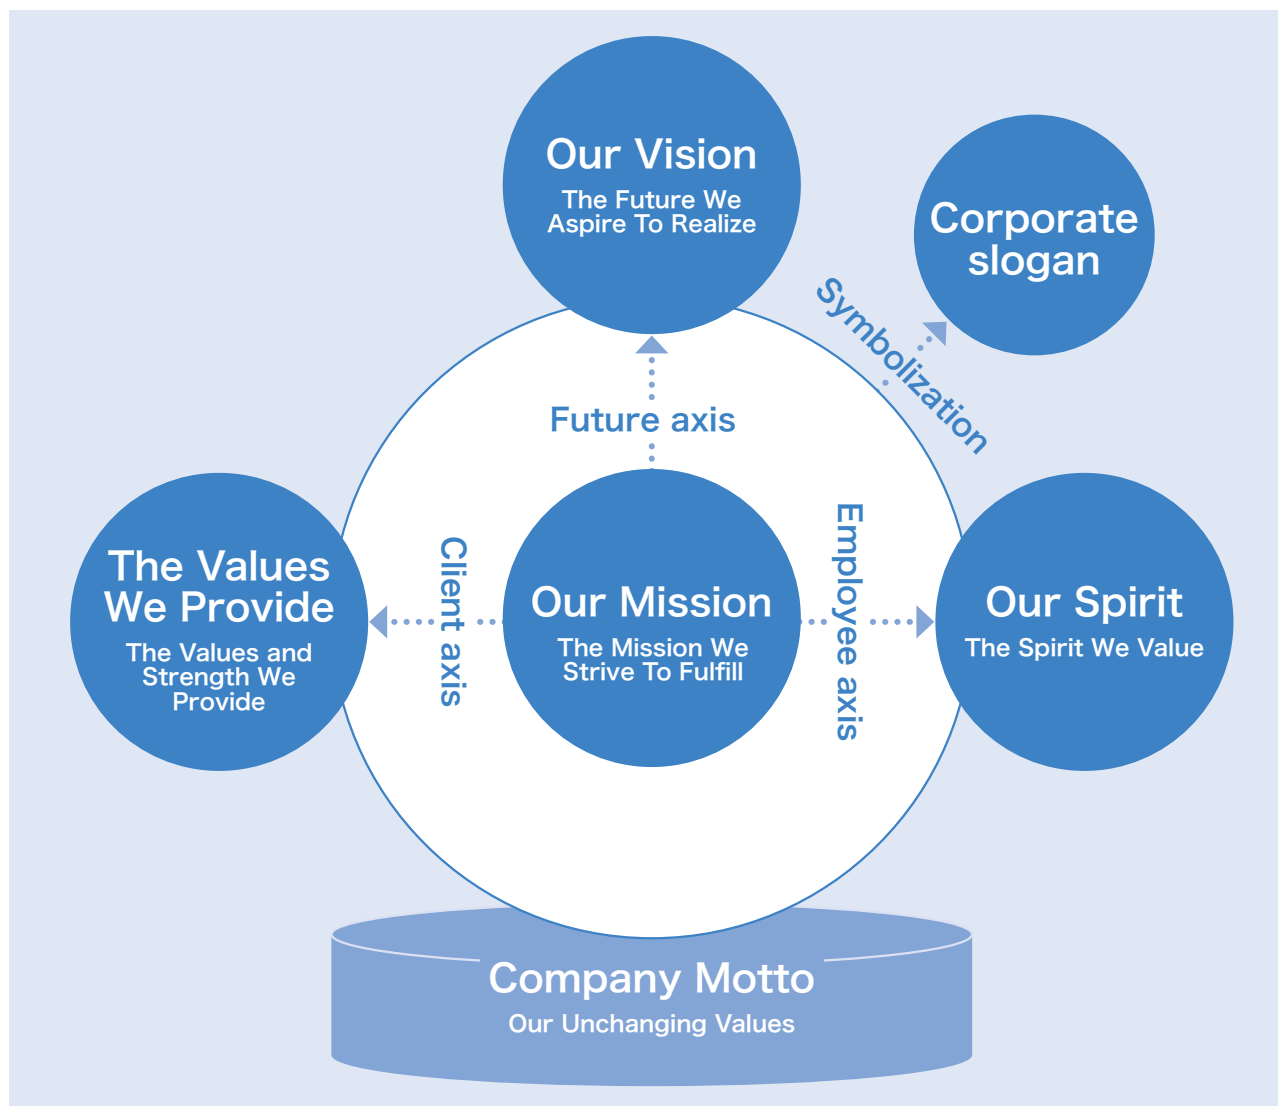 Our Vision
The Future We
Aspire To Realize
Corporate
slogan
Symbolization
Future axis
The Values
We Provide
The Values and
Strength We
Provide
Client axis
Our Mission
The Mission We
Strive To Fulfill
Employee axis
Our Spirit
The Spirit We Value
Company Motto
Our Unchanging Values